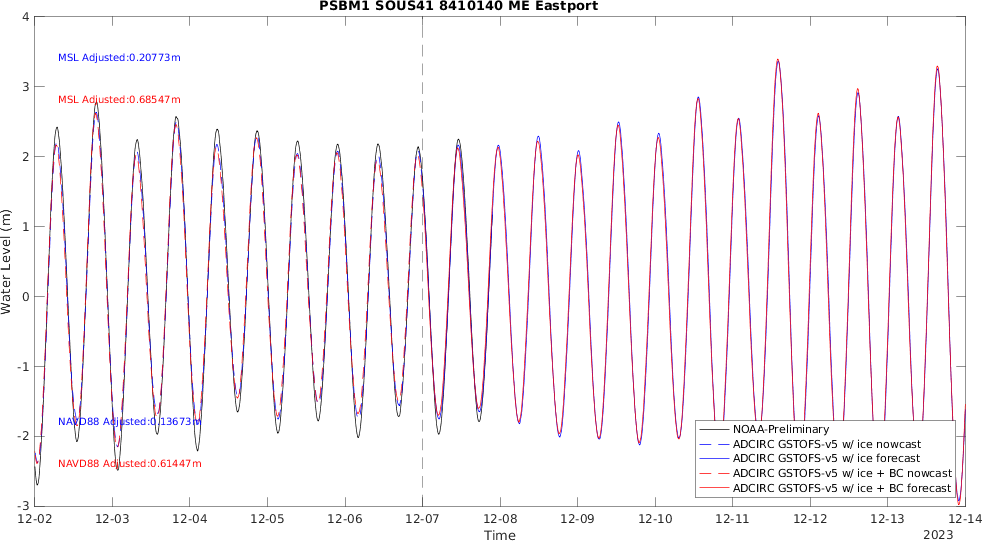 PSBM1 SOUS41 8410140 ME Eastport
4
3
2
1
0
-1
-2
-3
Water Level (m)
MSL Adjusted:0.20773m
MSL Adjusted:0.68547m
NAVD88 Adjusted:0.13673m
NAVD88 Adjusted:0.61447m
NOAA-Preliminary
ADCIRC GSTOFS-v5 w/ ice nowcast
ADCIRC GSTOFS-v5 w/ ice forecast
ADCIRC GSTOFS-v5 w/ ice + BC nowcast
ADCIRC GSTOFS-v5 w/ ice + BC forecast
12-02 12-03 12-04 12-05 12-06 12-07 12-08 12-09 12-10 12-11 12-12 12-13 12-14
Time
2023